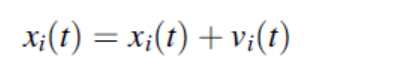 xᵢ(t) = xᵢ(t) + vᵢ(t)